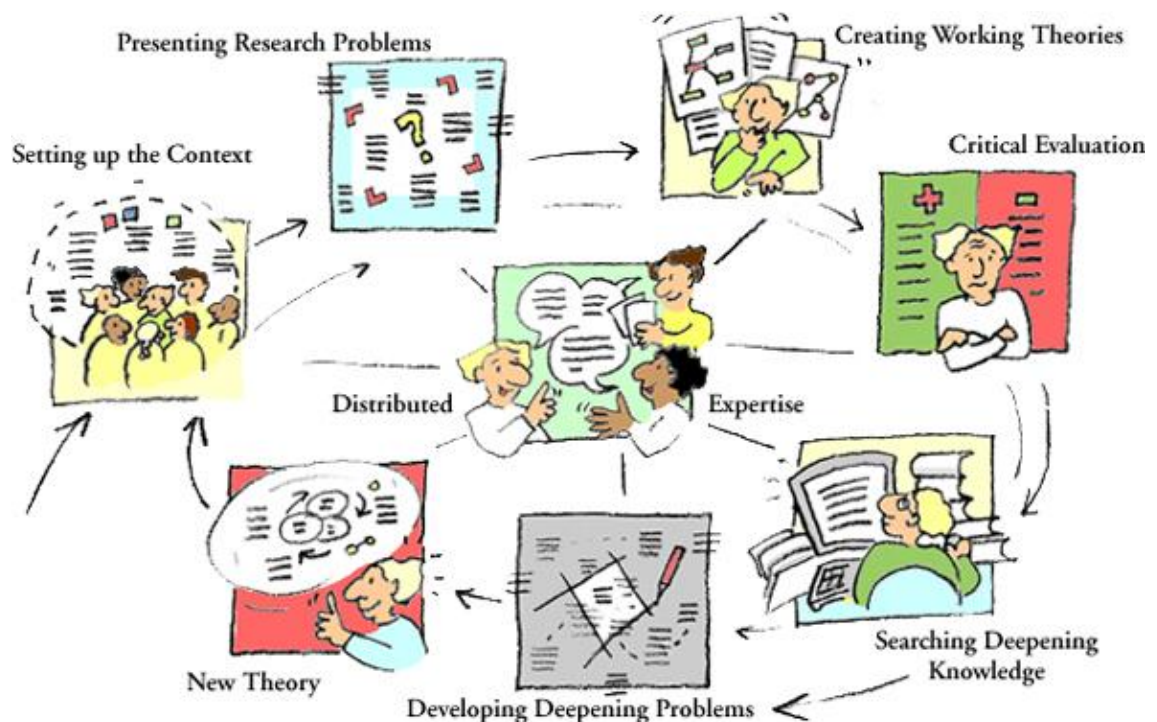 Presenting Research Problems
Creating Working Theories
Setting up the Context
Critical Evaluation
Distributed
Expertise
New Theory
Searching Deepening
Knowledge
Developing Deepening Problems